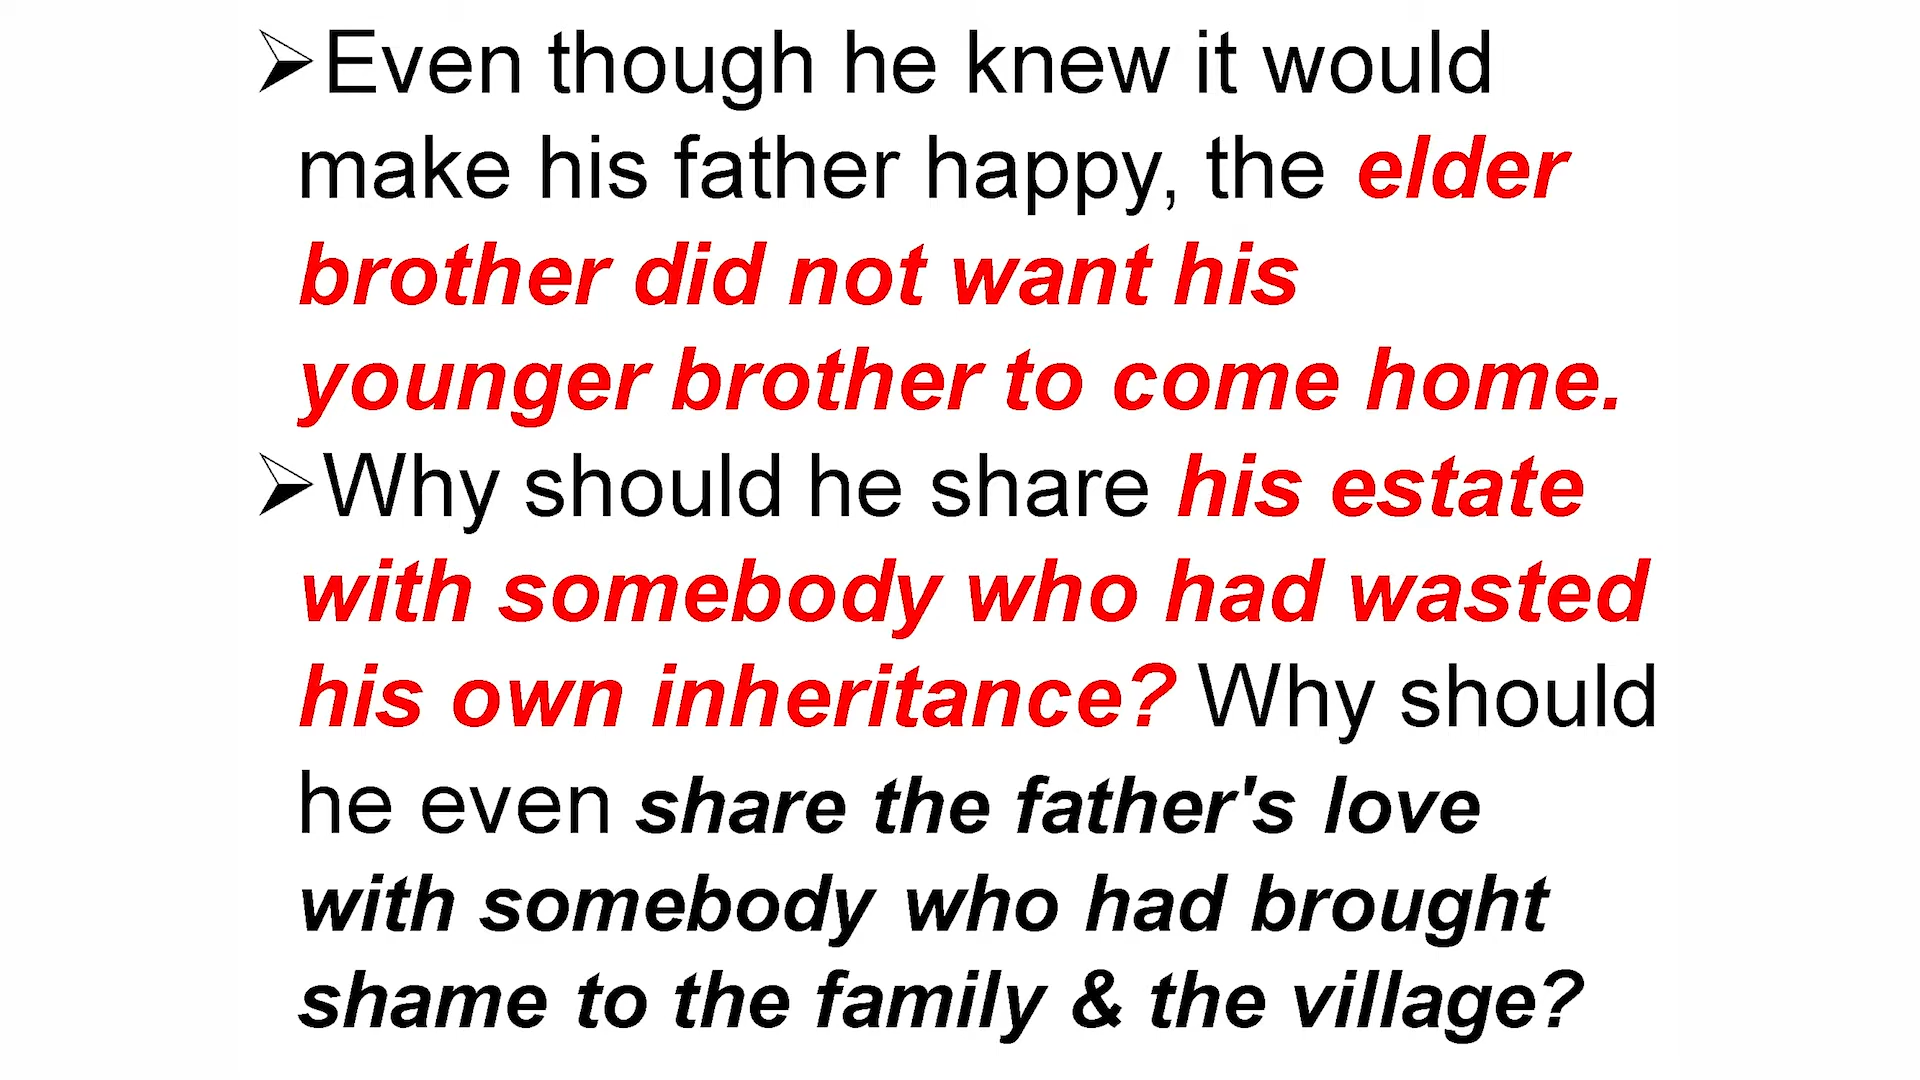 ➢Even though he knew it would
make his father happy, the elder
brother did not want his
younger brother to come home.
➢Why should he share his estate
with somebody who had wasted
his own inheritance? Why should
he even share the father's love
with somebody who had brought
shame to the family & the village?